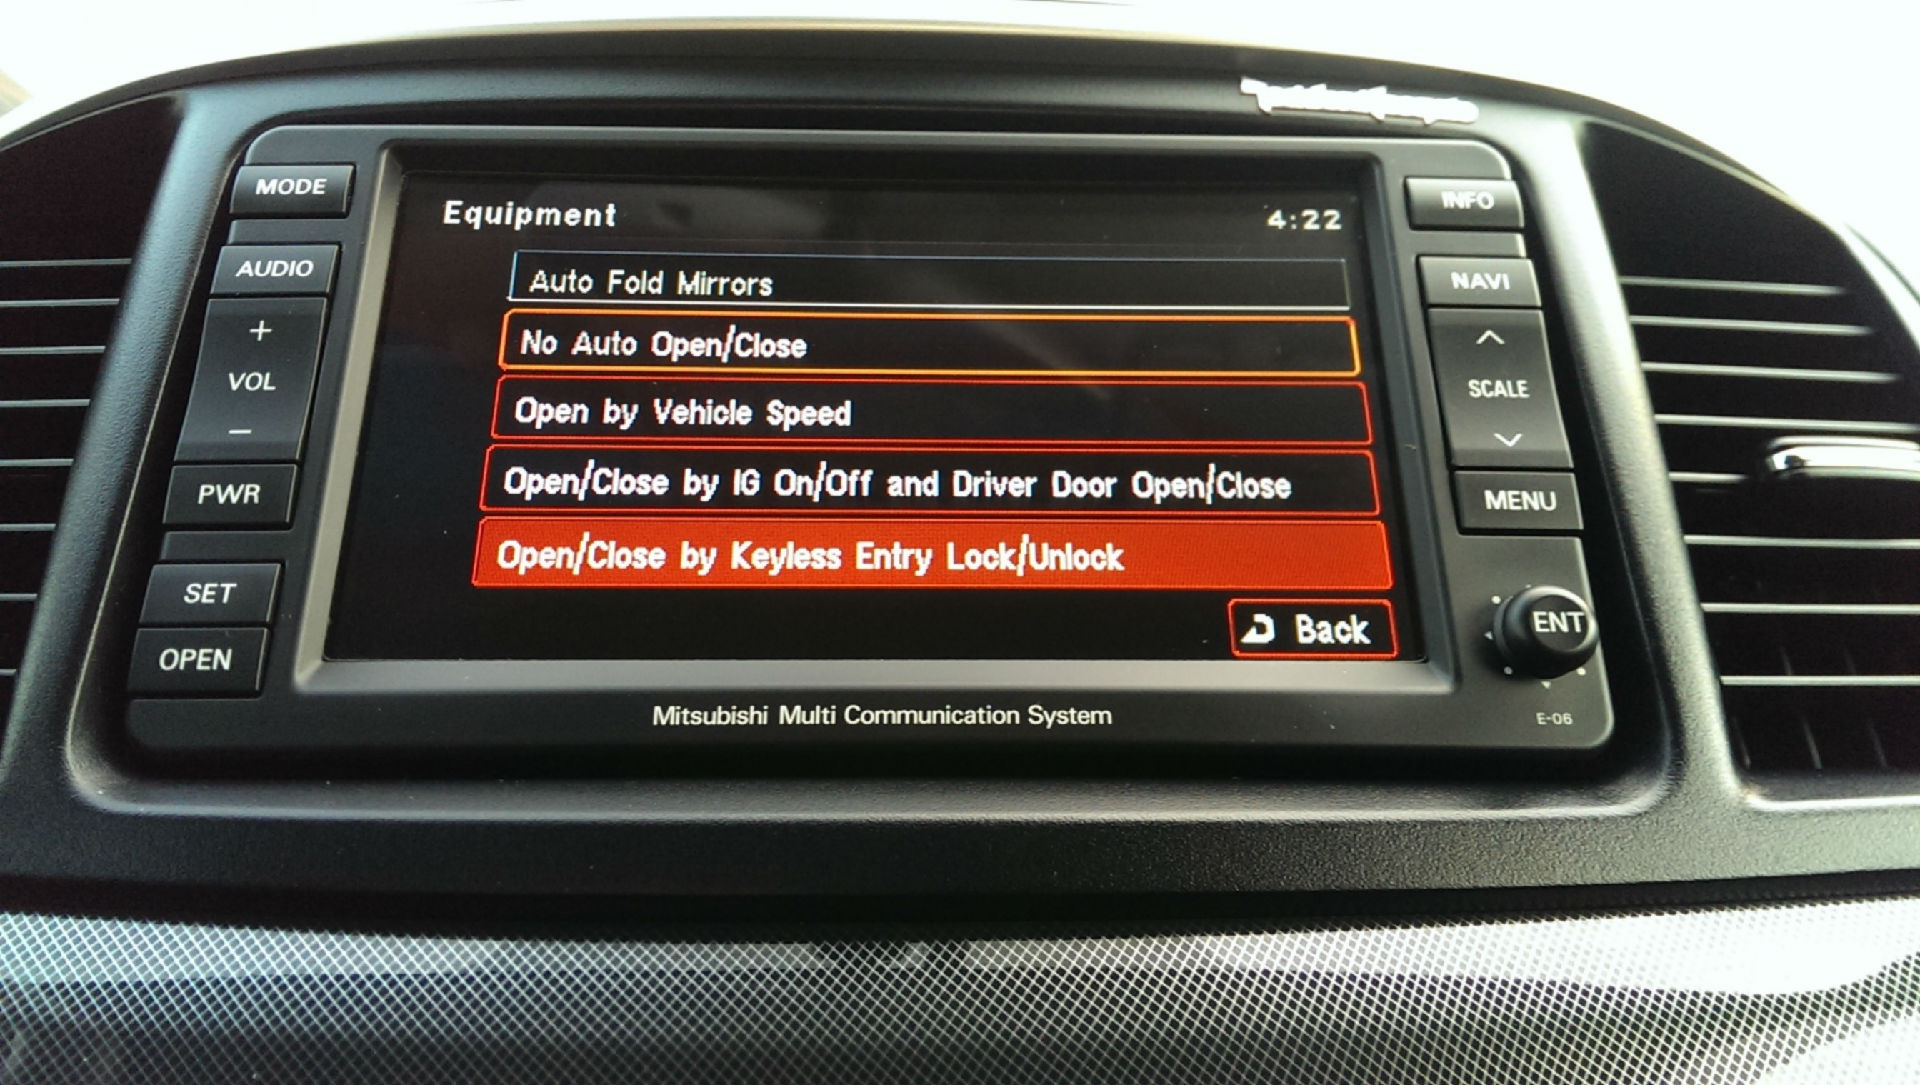 MODE
INFO
Equipment 4:22
AUDIO
NAVI
Auto Fold Mirrors
+
No Auto Open/Close
VOL
SCALE
Open by Vehicle Speed
−
PWR
MENU
Open/Close by IG On/Off and Driver Door Open/Close
Open/Close by Keyless Entry Lock/Unlock
SET
ENT
Back
OPEN
Mitsubishi Multi Communication System
E-06